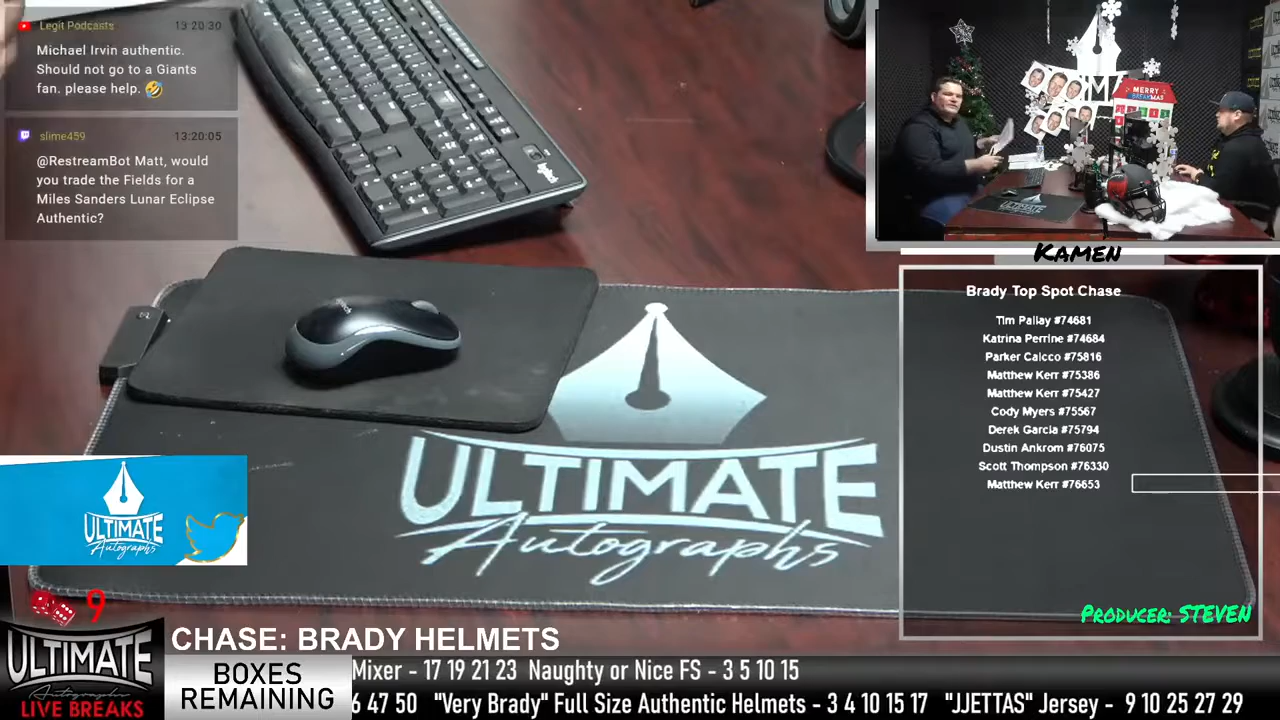 Legit Podcasts 13:20:30
Michael Irvin authentic.
Should not go to a Giants
fan. please help. 🤣
slime459 13:20:05
@RestreamBot Matt, would
you trade the Fields for a
Miles Sanders Lunar Eclipse
Authentic?
logitech
MERRY
BREAKMAS
ULTIMATE
KAMEN
Brady Top Spot Chase
Tim Pallay #74681
Katrina Perrine #74684
Parker Caicco #75816
Matthew Kerr #75386
Matthew Kerr #75427
Cody Myers #75567
Derek Garcia #75794
Dustin Ankrom #76075
Scott Thompson #76330
Matthew Kerr #76653
ULTIMATE
Autographs
ULTIMATE
Autographs
PRODUCER: STEVEN
9
ULTIMATE
Autographs
LIVE BREAKS
CHASE: BRADY HELMETS
BOXES
REMAINING
Mixer - 17 19 21 23 Naughty or Nice FS - 3 5 10 15
6 47 50 "Very Brady" Full Size Authentic Helmets - 3 4 10 15 17 "JJETTAS" Jersey - 9 10 25 27 29